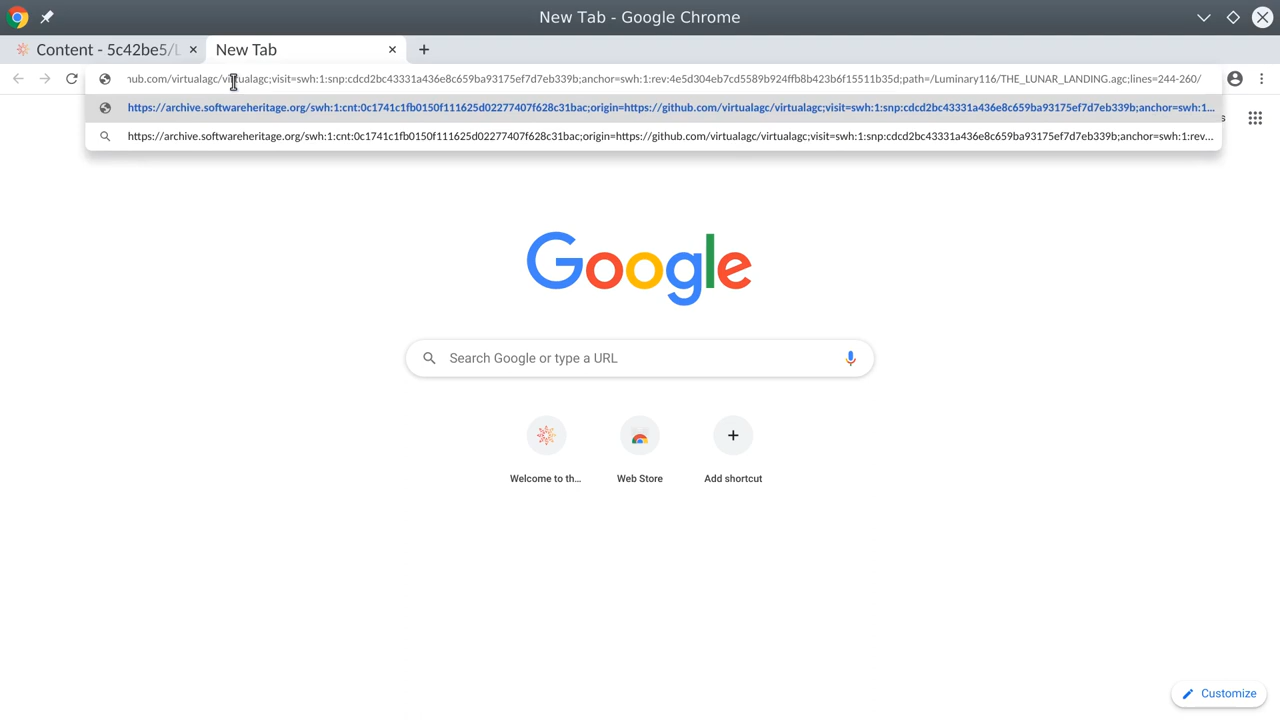 New Tab - Google Chrome
Content - 5c42be5/L
New Tab
hub.com/virtualagc/virtualagc;visit=swh:1:snp:cdcd2bc43331a436e8c659ba93175ef7d7eb339b;anchor=swh:1:rev:4e5d304eb7cd5589b924ffb8b423b6f15511b35d;path=/Luminary116/THE_LUNAR_LANDING.agc;lines=244-260/
https://archive.softwareheritage.org/swh:1:cnt:0c1741c1fb0150f111625d02277407f628c31bac;origin=https://github.com/virtualagc/virtualagc;visit=swh:1:snp:cdcd2bc43331a436e8c659ba93175ef7d7eb339b;anchor=swh:1...
s
https://archive.softwareheritage.org/swh:1:cnt:0c1741c1fb0150f111625d02277407f628c31bac;origin=https://github.com/virtualagc/virtualagc;visit=swh:1:snp:cdcd2bc43331a436e8c659ba93175ef7d7eb339b;anchor=swh:1:rev...
Google
Search Google or type a URL
Welcome to th...
Web Store
Add shortcut
Customize